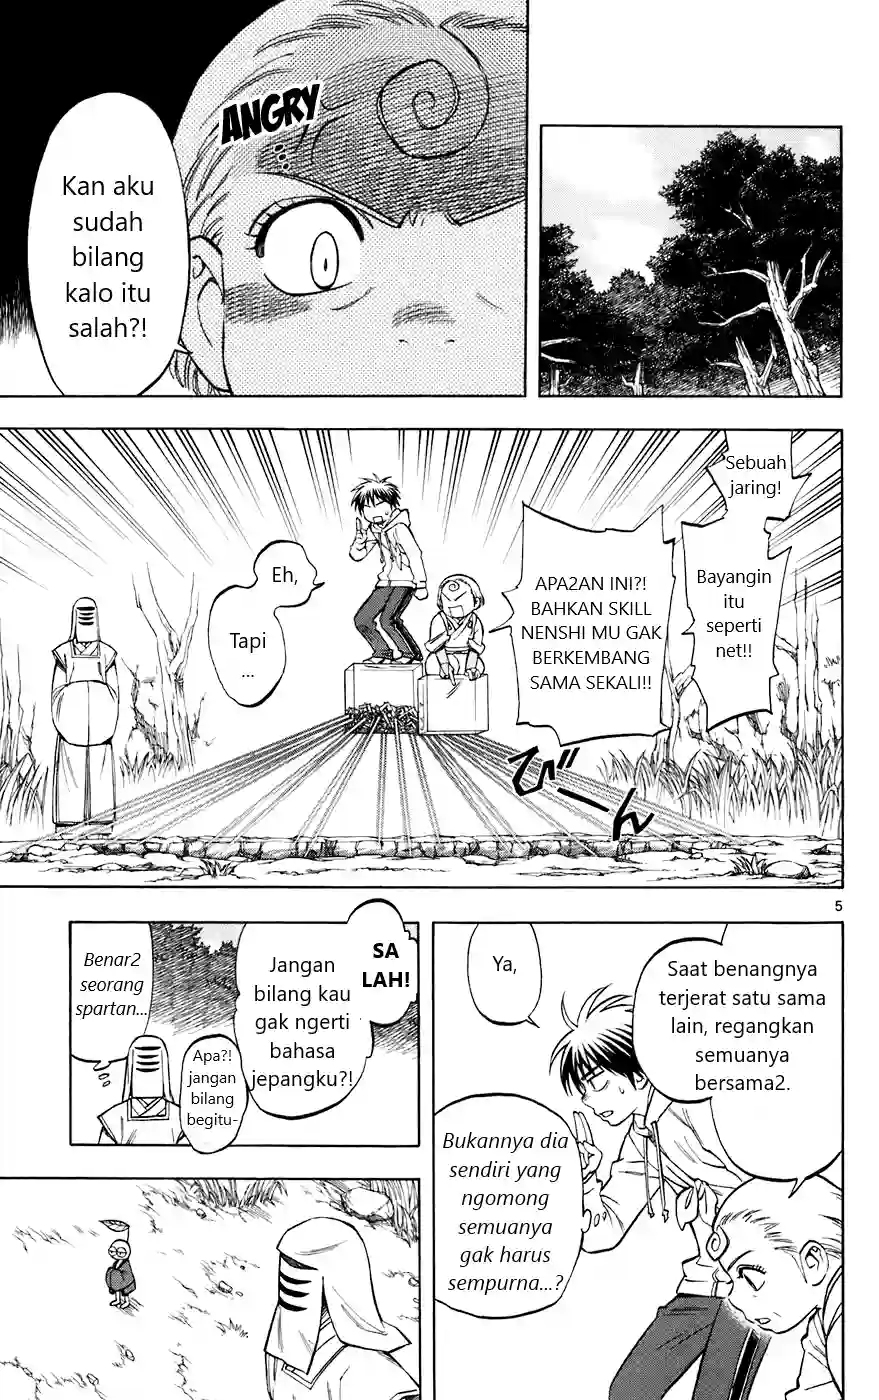 ANGRY
...
Kan aku
sudah
bilang
kalo itu
salah?!
Sebuah
jaring!
Bayangin
itu
seperti
net!!
APA2AN INI?!
BAHKAN SKILL
NENSHI MU GAK
BERKEMBANG
SAMA SEKALI!!
Eh,
Tapi
...
びーん
5
Saat benangnya
terjerat satu sama
lain, regangkan
semuanya
bersama2.
Ya,
Bukannya dia
sendiri yang
ngomong
semuanya
gak harus
sempurna...?
SA
LAH!
Jangan
bilang kau
gak ngerti
bahasa
jepangku?!
Apa?!
jangan
bilang
begitu-
Benar2
seorang
spartan...